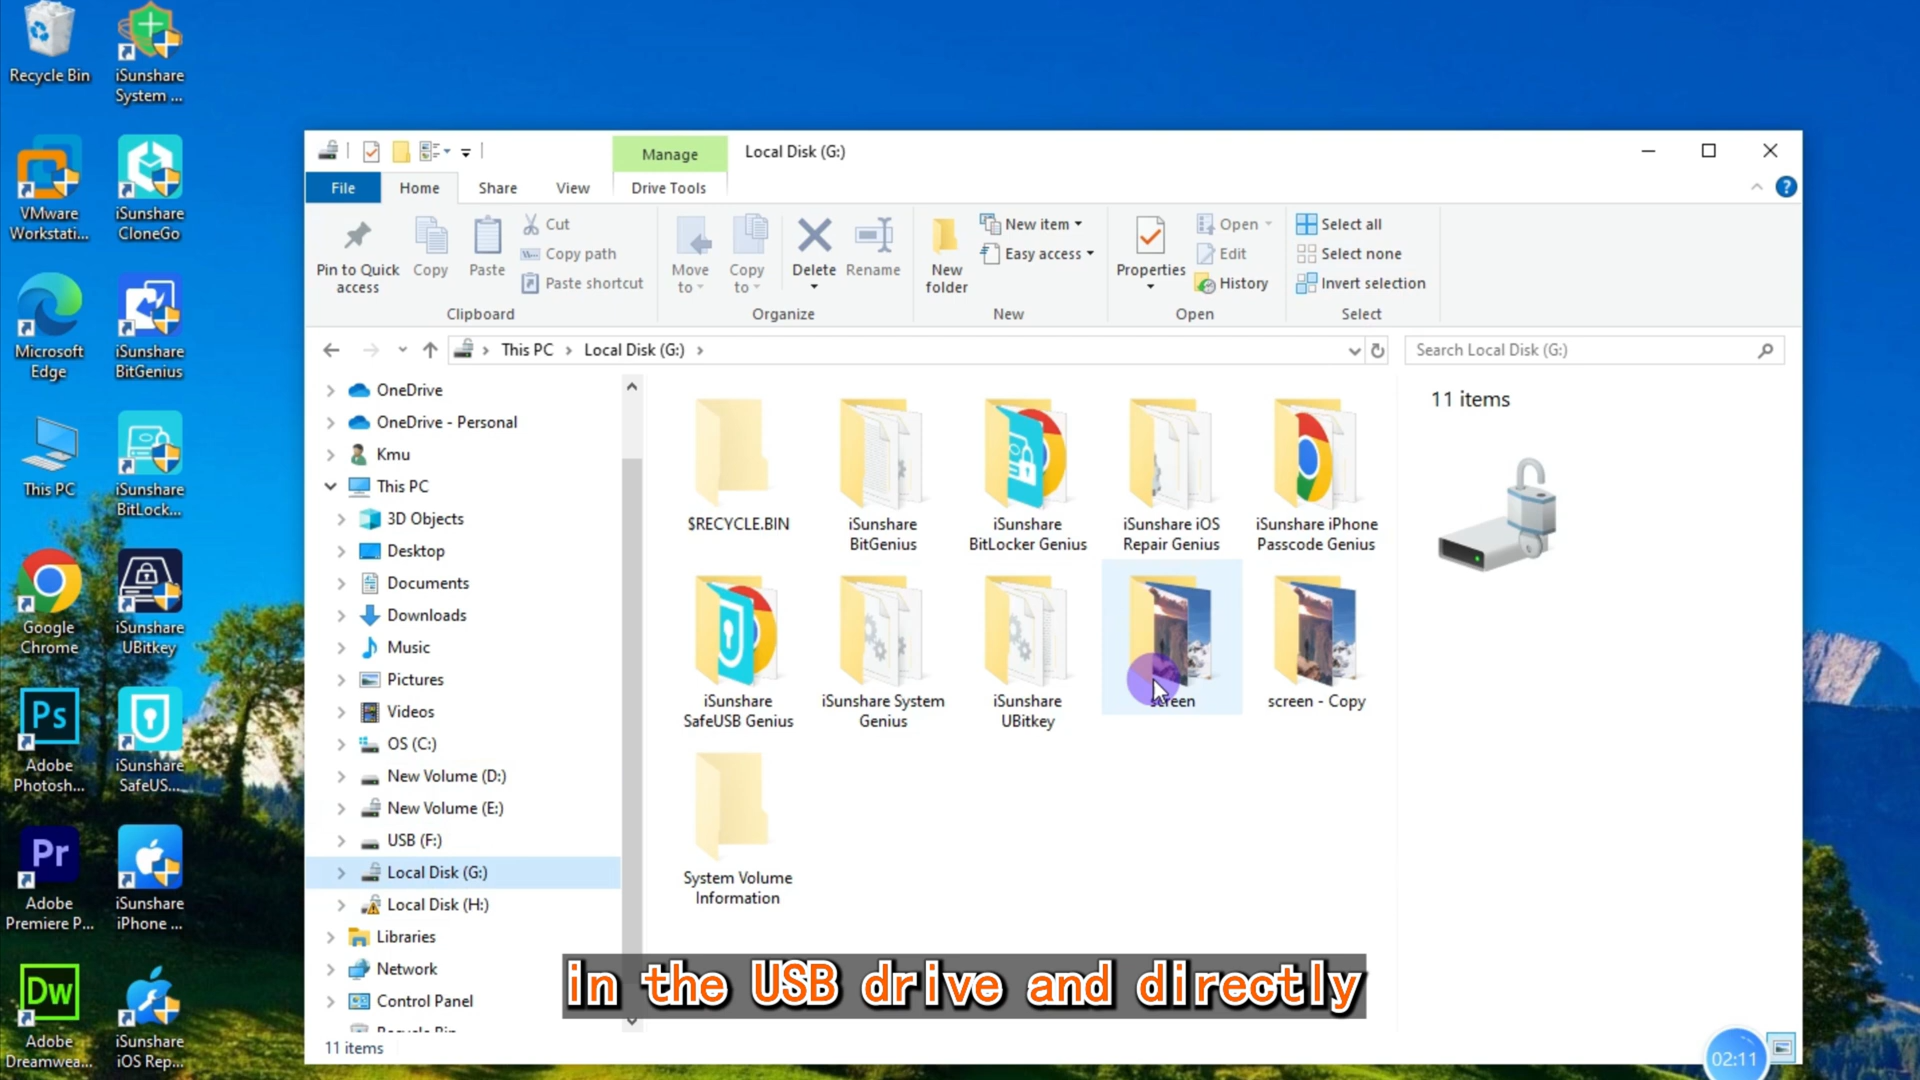 Recycle Bin
iSunshare
System ...
VMware
Workstati...
iSunshare
CloneGo
Microsoft
Edge
iSunshare
BitGenius
This PC
iSunshare
BitLock...
Google
Chrome
iSunshare
UBitkey
Ps
Adobe
Photosh...
iSunshare
SafeUS...
Pr
Adobe
Premiere P...
iSunshare
iPhone ...
Dw
Adobe
Dreamwea...
iSunshare
iOS Rep...
Manage
Local Disk (G:)
File
Home
Share
View
Drive Tools
Pin to Quick
access
Copy
Paste
Cut
Copy path
Paste shortcut
Clipboard
Move
to
Copy
to
Delete
Rename
Organize
New
folder
New item
Easy access
New
Properties
Open
Edit
History
Open
Select all
Select none
Invert selection
Select
This PC > Local Disk (G:) >
Search Local Disk (G:)
OneDrive
OneDrive - Personal
Kmu
This PC
3D Objects
Desktop
Documents
Downloads
Music
Pictures
Videos
OS (C:)
New Volume (D:)
New Volume (E:)
USB (F:)
Local Disk (G:)
Local Disk (H:)
Libraries
Network
Control Panel
Recycle Bin
$RECYCLE.BIN
iSunshare
BitGenius
iSunshare
BitLocker Genius
iSunshare iOS
Repair Genius
iSunshare iPhone
Passcode Genius
iSunshare
SafeUSB Genius
iSunshare System
Genius
iSunshare
UBitkey
screen
screen - Copy
System Volume
Information
11 items
in the USB drive and directly
11 items
02:11